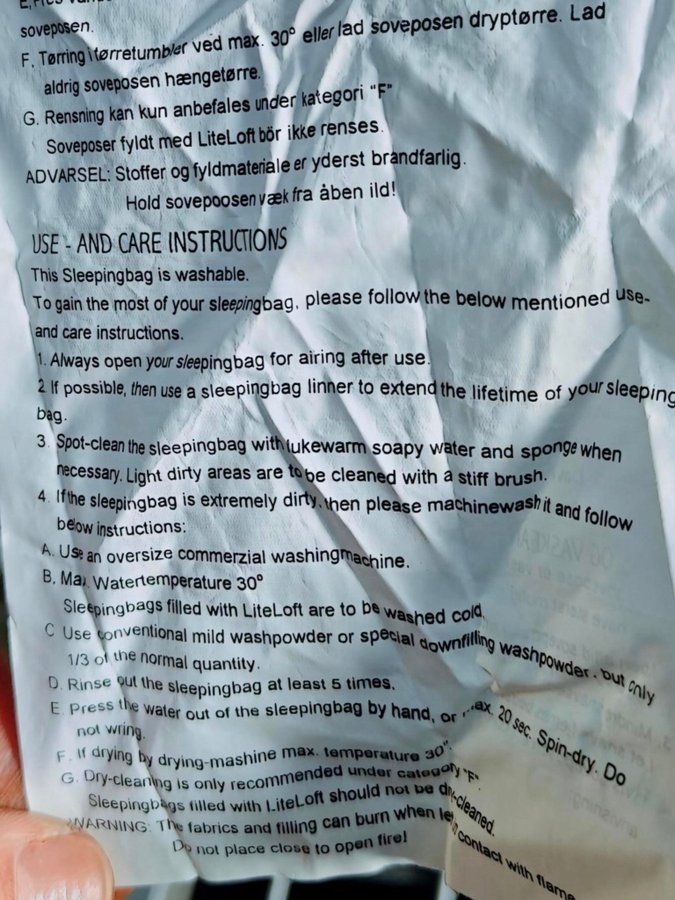 soveposen.
F. Tørring i tørretumbler ved max. 30° eller lad soveposen dryptørre. Lad
aldrig soveposen hængetørre.
G. Rensning kan kun anbefales under kategori "F"
Soveposer fyldt med LiteLoft bör ikke renses.
ADVARSEL: Stoffer og fyldmateriale er yderst brandfarlig.
Hold sovepoosen væk fra åben ild!
USE - AND CARE INSTRUCTIONS
This Sleepingbag is washable.
To gain the most of your sleepingbag, please follow the below mentioned use-
and care instructions.
1. Always open your sleepingbag for airing after use.
2 If possible, then use a sleepingbag linner to extend the lifetime of your sleeping
bag.
3. Spot-clean the sleepingbag with lukewarm soapy water and sponge when
necessary. Light dirty areas are to be cleaned with a stiff brush.
4. If the sleepingbag is extremely dirty, then please machinewash it and follow
below instructions:
A. Use an oversize commerzial washingmachine.
B. Max. Watertemperature 30°
Sleepingbags filled with LiteLoft are to be washed cold.
C Use conventional mild washpowder or special downfilling washpowder, but only
1/3 of the normal quantity.
D. Rinse out the sleepingbag at least 5 times.
E. Press the water out of the sleepingbag by hand, or max. 20 sec. Spin-dry. Do
not wring.
F. If drying by drying-mashine max. temperature 30°.
G. Dry-cleaning is only recommended under category "F".
Sleepingbags filled with LiteLoft should not be dry-cleaned.
WARNING: The fabrics and filling can burn when let in contact with flame
Do not place close to open fire!